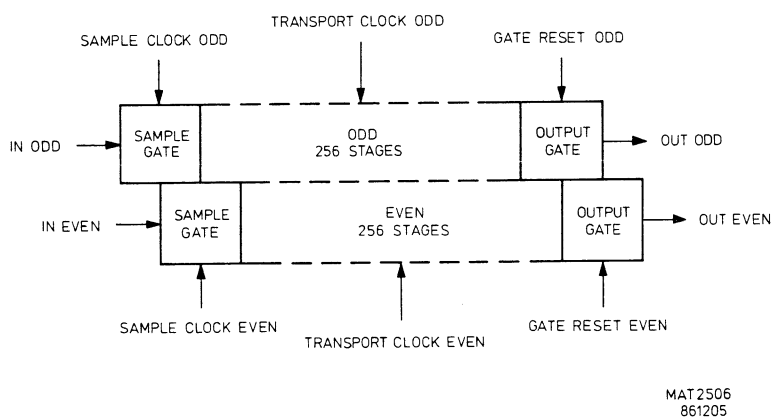 TRANSPORT CLOCK ODD
SAMPLE CLOCK ODD
GATE RESET ODD
IN ODD
SAMPLE
GATE
ODD
256 STAGES
OUTPUT
GATE
OUT ODD
IN EVEN
SAMPLE
GATE
EVEN
256 STAGES
OUTPUT
GATE
OUT EVEN
SAMPLE CLOCK EVEN
TRANSPORT CLOCK EVEN
GATE RESET EVEN
MAT2506
861205